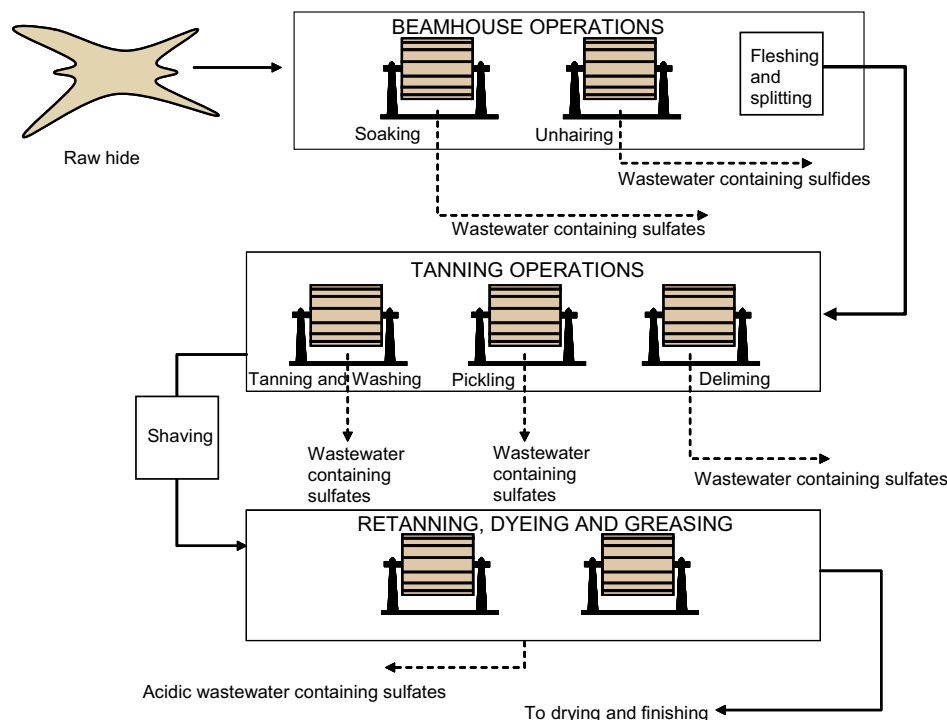 BEAMHOUSE OPERATIONS
Fleshing
and
splitting
Soaking
Unhairing
Raw hide
Wastewater containing sulfides
Wastewater containing sulfates
TANNING OPERATIONS
Tanning and Washing
Pickling
Deliming
Shaving
Wastewater
containing
sulfates
Wastewater
containing
sulfates
Wastewater containing sulfates
RETANNING, DYEING AND GREASING
Acidic wastewater containing sulfates
To drying and finishing